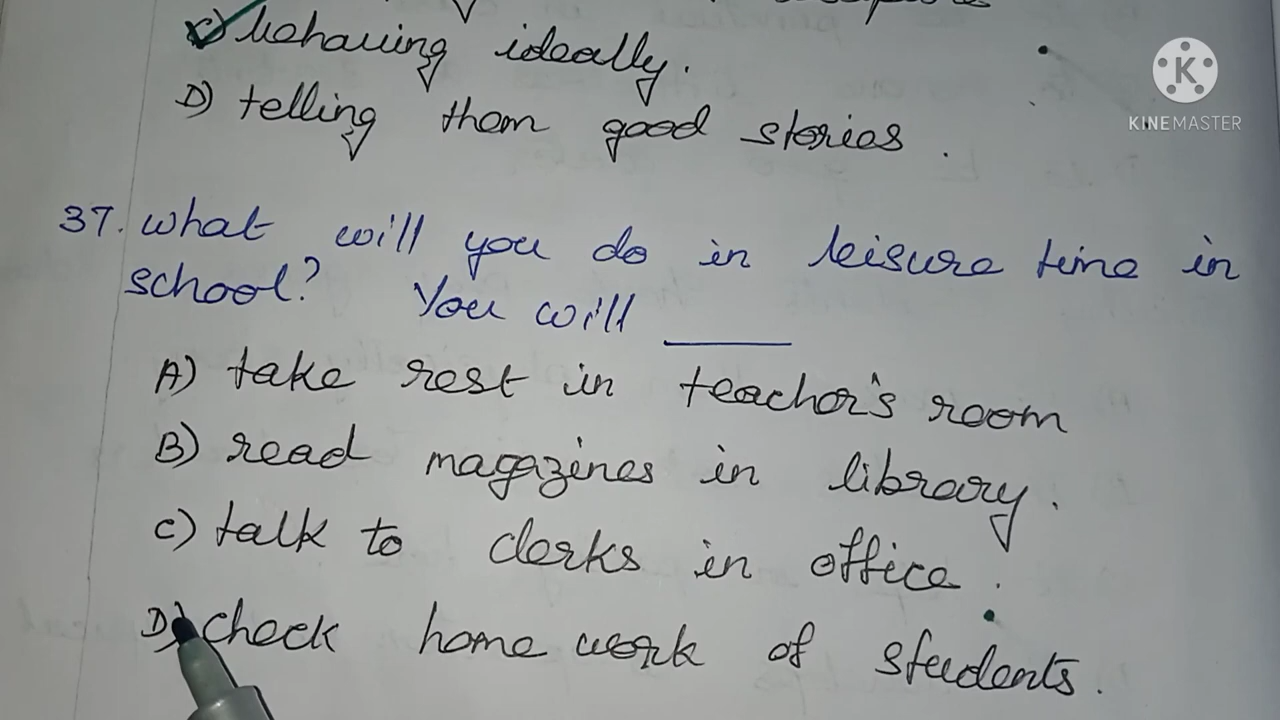 C) behaving ideally.
D) telling them good stories.
KINEMASTER
37. what will you do in leisure time in
school? You will ____
A) take rest in teacher's room
B) read magazines in library.
C) talk to clerks in office.
D) check home work of students.